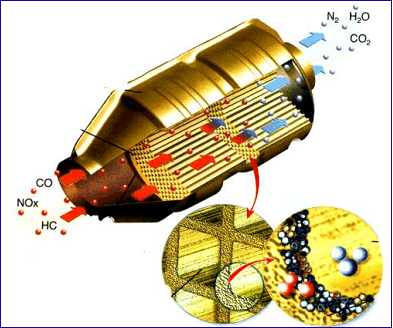 N₂ H₂O
CO₂
CO
NOx
HC